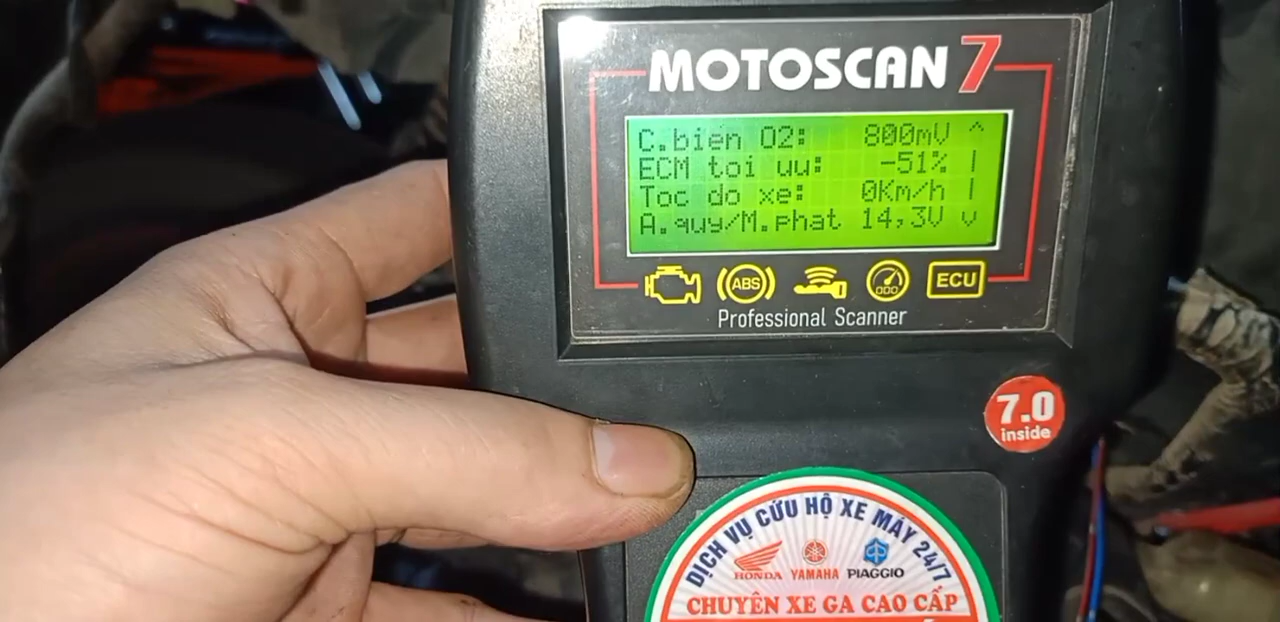 MOTOSCAN 7
C.bien O2: 800mV ^
ECM toi uu: -51% |
Toc do xe: 0Km/h |
A.quy/M.phat 14,3V v
ABS
ODO
ECU
Professional Scanner
7.0
inside
DỊCH VỤ CỨU HỘ XE MÁY 24/7
HONDA YAMAHA PIAGGIO
CHUYÊN XE GA CAO CẤP